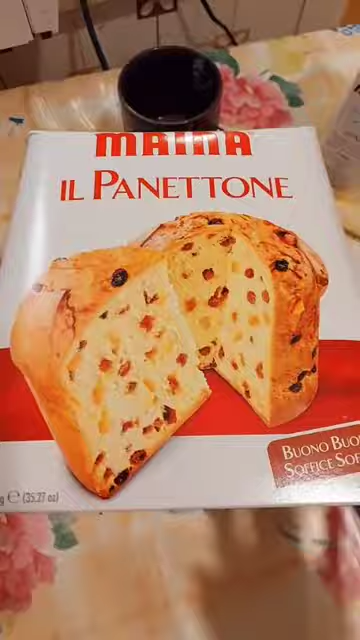 MAINA
IL PANETTONE
BUONO
SOFFICE
g e (35.27 oz)